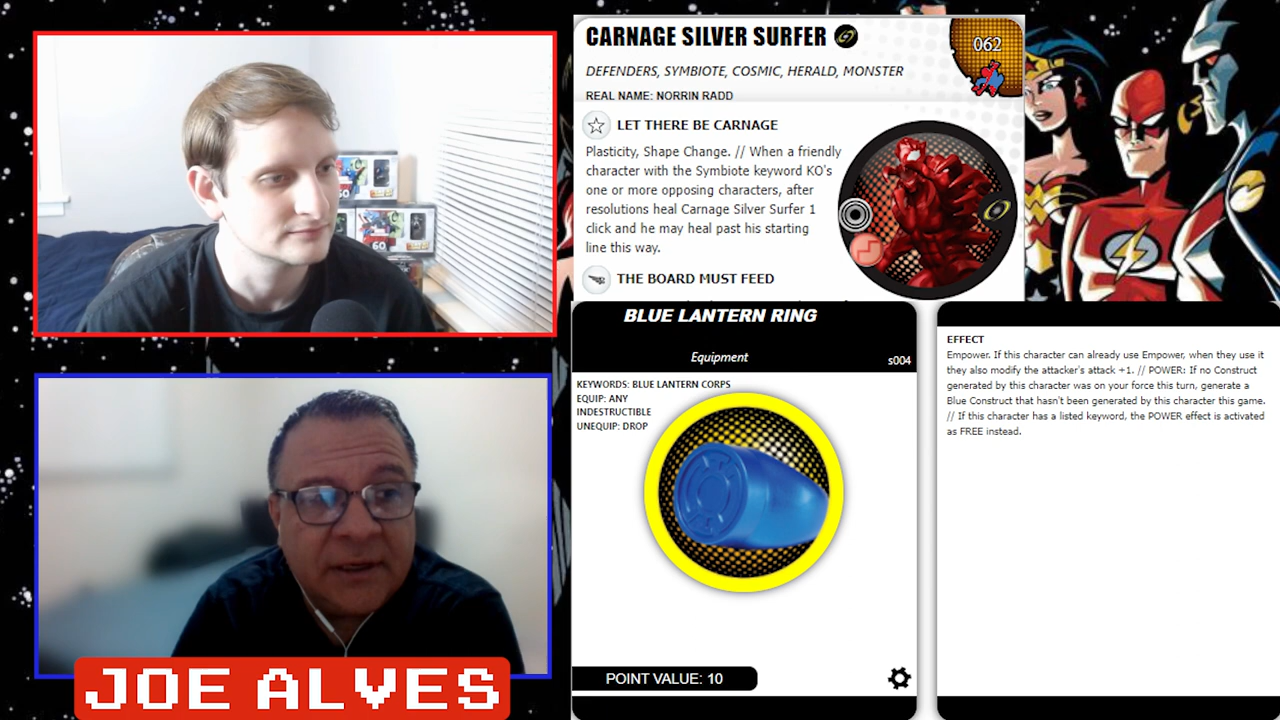 CARNAGE SILVER SURFER
062
DEFENDERS, SYMBIOTE, COSMIC, HERALD, MONSTER
REAL NAME: NORRIN RADD
LET THERE BE CARNAGE
Plasticity, Shape Change. // When a friendly
character with the Symbiote keyword KO's
one or more opposing characters, after
resolutions heal Carnage Silver Surfer 1
click and he may heal past his starting
line this way.
THE BOARD MUST FEED
60
60
BLUE LANTERN RING
Equipment
s004
KEYWORDS: BLUE LANTERN CORPS
EQUIP: ANY
INDESTRUCTIBLE
UNEQUIP: DROP
POINT VALUE: 10
EFFECT
Empower. If this character can already use Empower, when they use it
they also modify the attacker's attack +1. // POWER: If no Construct
generated by this character was on your force this turn, generate a
Blue Construct that hasn't been generated by this character this game.
// If this character has a listed keyword, the POWER effect is activated
as FREE instead.
JOE ALVES